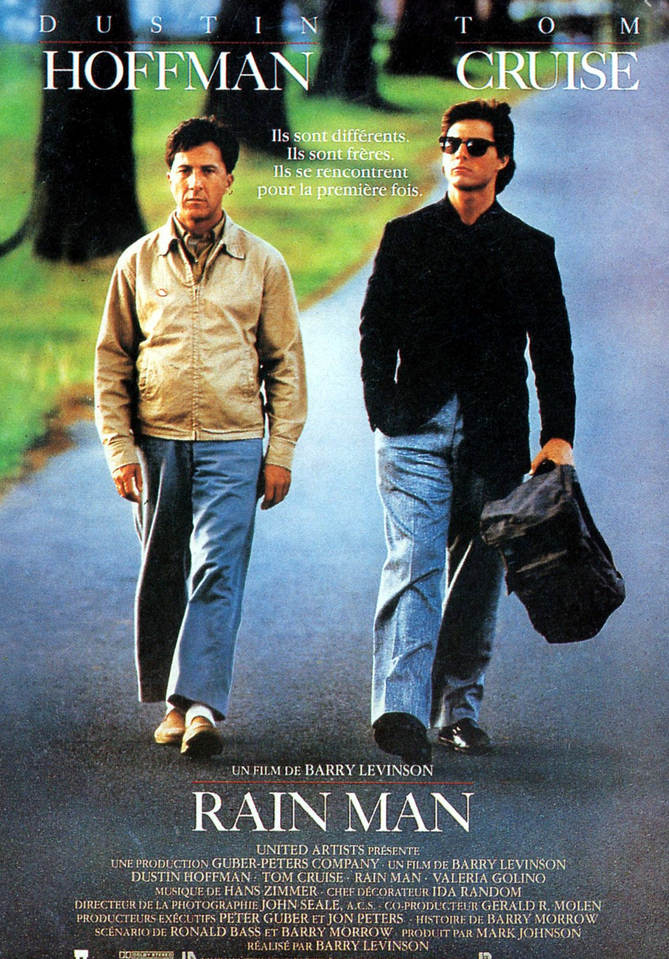 DUSTIN TOM
HOFFMAN CRUISE
Ils sont différents.
Ils sont frères.
Ils se rencontrent
pour la première fois.
UN FILM DE BARRY LEVINSON
RAIN MAN
UNITED ARTISTS PRÉSENTE
UNE PRODUCTION GUBER-PETERS COMPANY · UN FILM DE BARRY LEVINSON
DUSTIN HOFFMAN · TOM CRUISE · RAIN MAN · VALERIA GOLINO
MUSIQUE DE HANS ZIMMER · CHEF DÉCORATEUR IDA RANDOM
DIRECTEUR DE LA PHOTOGRAPHIE JOHN SEALE, A.C.S. · CO-PRODUCTEUR GERALD R. MOLEN
PRODUCTEURS EXÉCUTIFS PETER GUBER ET JON PETERS · HISTOIRE DE BARRY MORROW
SCÉNARIO DE RONALD BASS ET BARRY MORROW · PRODUIT PAR MARK JOHNSON
RÉALISÉ PAR BARRY LEVINSON
DOLBY STEREO